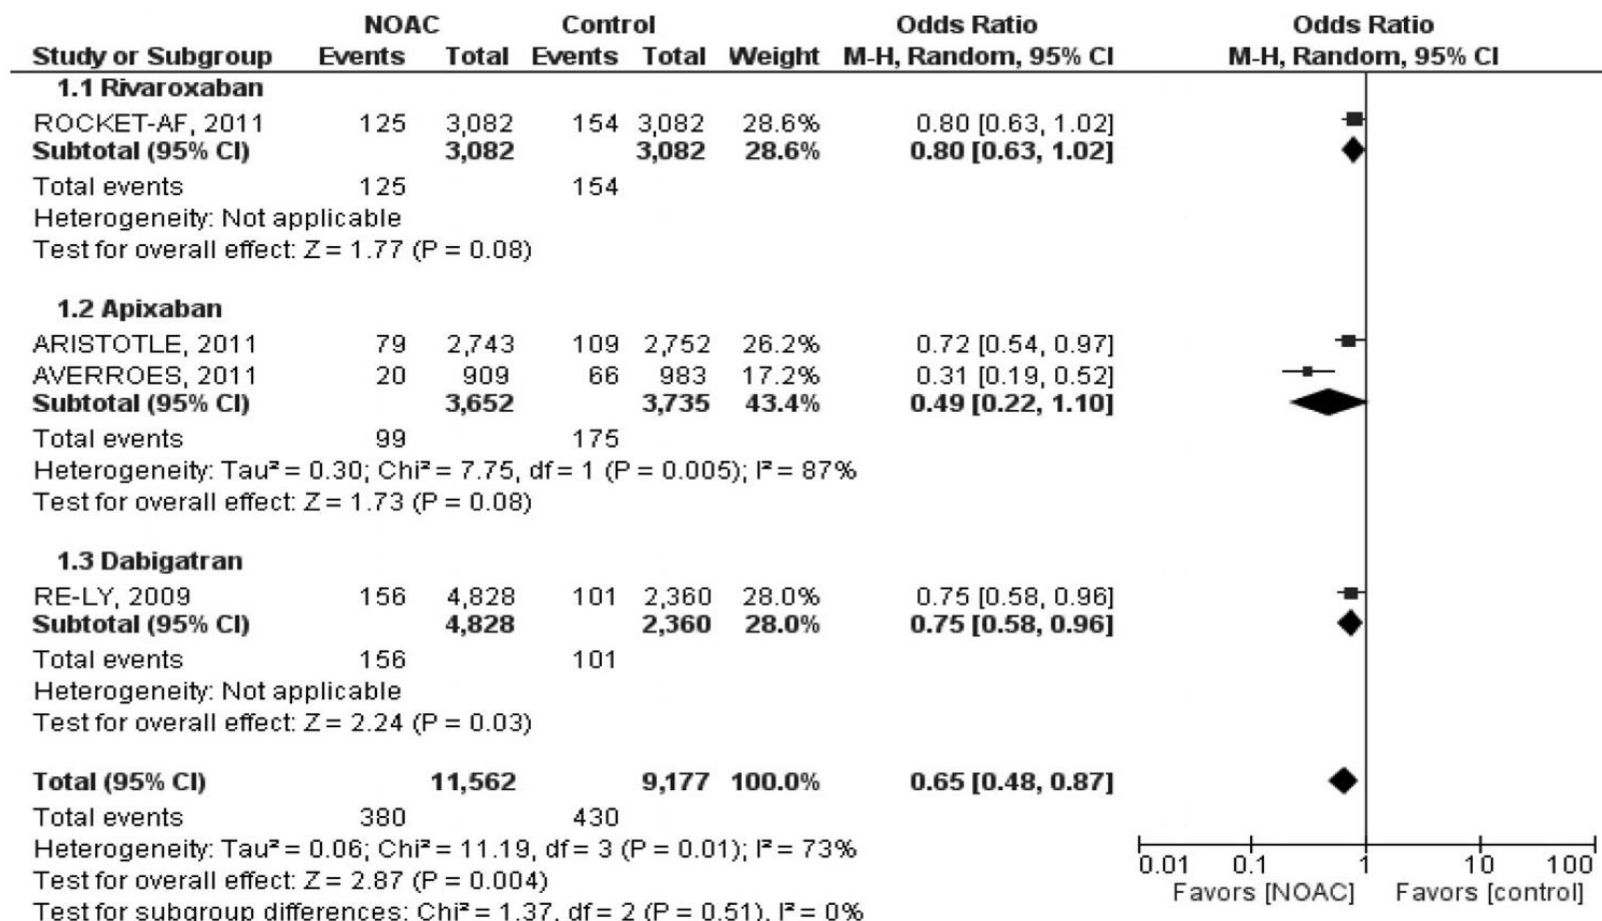 NOAC Control Odds Ratio Odds Ratio
Study or Subgroup Events Total Events Total Weight M-H, Random, 95% CI M-H, Random, 95% CI
1.1 Rivaroxaban
ROCKET-AF, 2011 125 3,082 154 3,082 28.6% 0.80 [0.63, 1.02]
Subtotal (95% CI) 3,082 3,082 28.6% 0.80 [0.63, 1.02]
Total events 125 154
Heterogeneity: Not applicable
Test for overall effect: Z = 1.77 (P = 0.08)
1.2 Apixaban
ARISTOTLE, 2011 79 2,743 109 2,752 26.2% 0.72 [0.54, 0.97]
AVERROES, 2011 20 909 66 983 17.2% 0.31 [0.19, 0.52]
Subtotal (95% CI) 3,652 3,735 43.4% 0.49 [0.22, 1.10]
Total events 99 175
Heterogeneity: Tau² = 0.30; Chi² = 7.75, df = 1 (P = 0.005); I² = 87%
Test for overall effect: Z = 1.73 (P = 0.08)
1.3 Dabigatran
RE-LY, 2009 156 4,828 101 2,360 28.0% 0.75 [0.58, 0.96]
Subtotal (95% CI) 4,828 2,360 28.0% 0.75 [0.58, 0.96]
Total events 156 101
Heterogeneity: Not applicable
Test for overall effect: Z = 2.24 (P = 0.03)
Total (95% CI) 11,562 9,177 100.0% 0.65 [0.48, 0.87]
Total events 380 430
Heterogeneity: Tau² = 0.06; Chi² = 11.19, df = 3 (P = 0.01); I² = 73%
Test for overall effect: Z = 2.87 (P = 0.004)
Test for subgroup differences: Chi² = 1.37, df = 2 (P = 0.51), I² = 0%
0.01 0.1 1 10 100
Favors [NOAC] Favors [control]